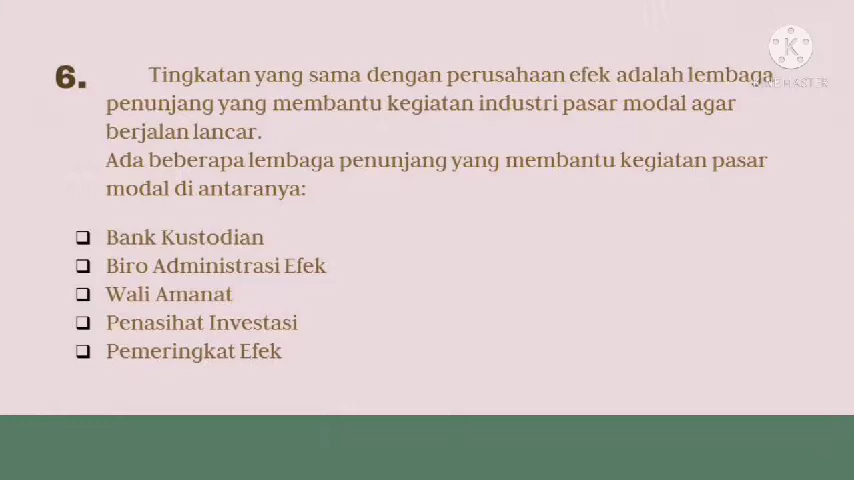 6. Tingkatan yang sama dengan perusahaan efek adalah lembaga
penunjang yang membantu kegiatan industri pasar modal agar
berjalan lancar.
Ada beberapa lembaga penunjang yang membantu kegiatan pasar
modal di antaranya:
❑ Bank Kustodian
❑ Biro Administrasi Efek
❑ Wali Amanat
❑ Penasihat Investasi
❑ Pemeringkat Efek
K
KINEMASTER